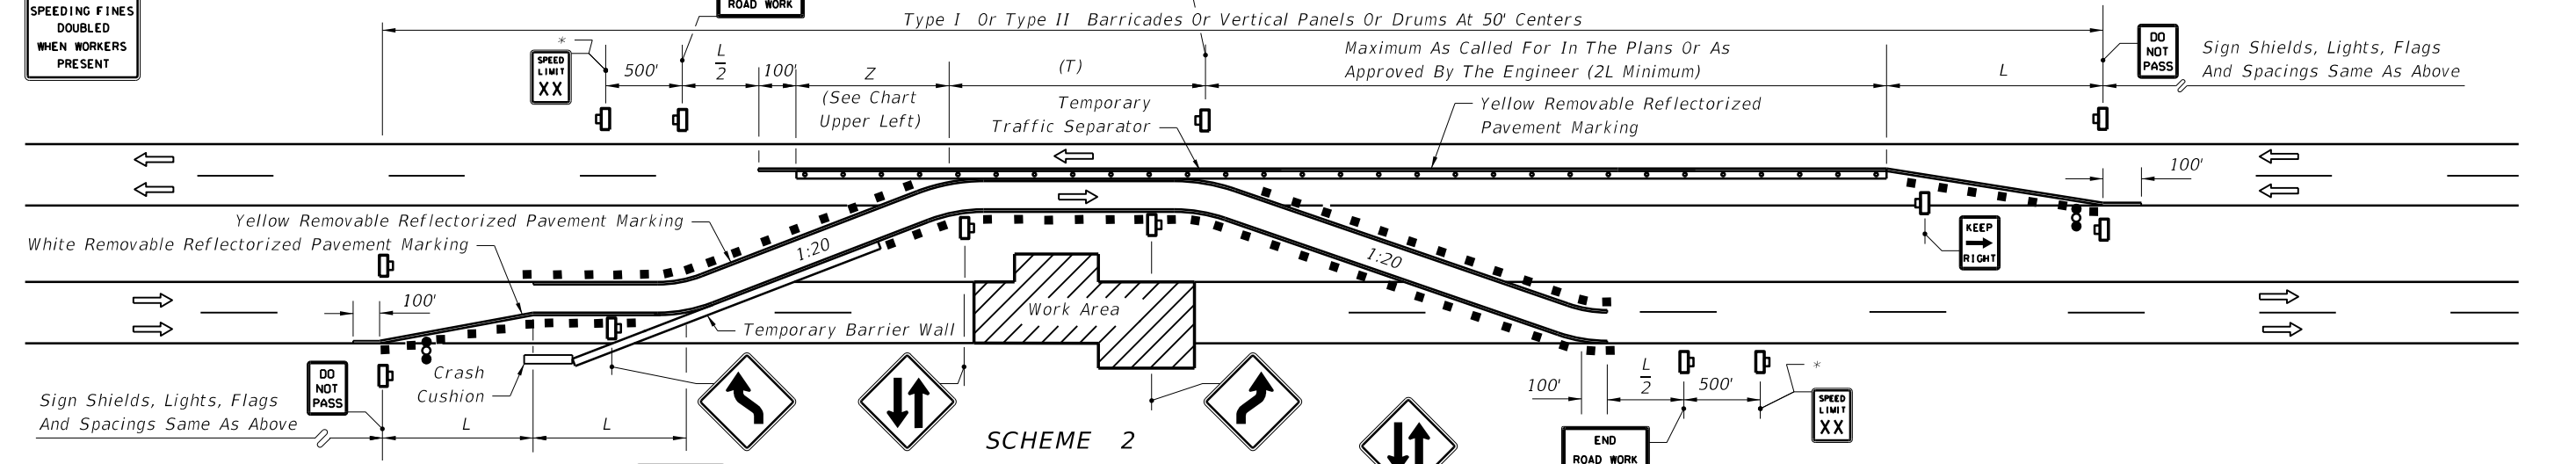 SPEEDING FINES
DOUBLED
WHEN WORKERS
PRESENT
ROAD WORK
Type I Or Type II Barricades Or Vertical Panels Or Drums At 50' Centers
*
SPEED
LIMIT
XX
500'
L
2
100'
Z
(See Chart
Upper Left)
(T)
Maximum As Called For In The Plans Or As
Approved By The Engineer (2L Minimum)
L
DO
NOT
PASS
Sign Shields, Lights, Flags
And Spacings Same As Above
Temporary
Traffic Separator
Yellow Removable Reflectorized
Pavement Marking
100'
Yellow Removable Reflectorized Pavement Marking
White Removable Reflectorized Pavement Marking
1:20
1:20
KEEP
RIGHT
100'
Work Area
Temporary Barrier Wall
Crash
Cushion
DO
NOT
PASS
Sign Shields, Lights, Flags
And Spacings Same As Above
L
L
SCHEME 2
100'
L
2
500'
*
SPEED
LIMIT
XX
END
ROAD WORK